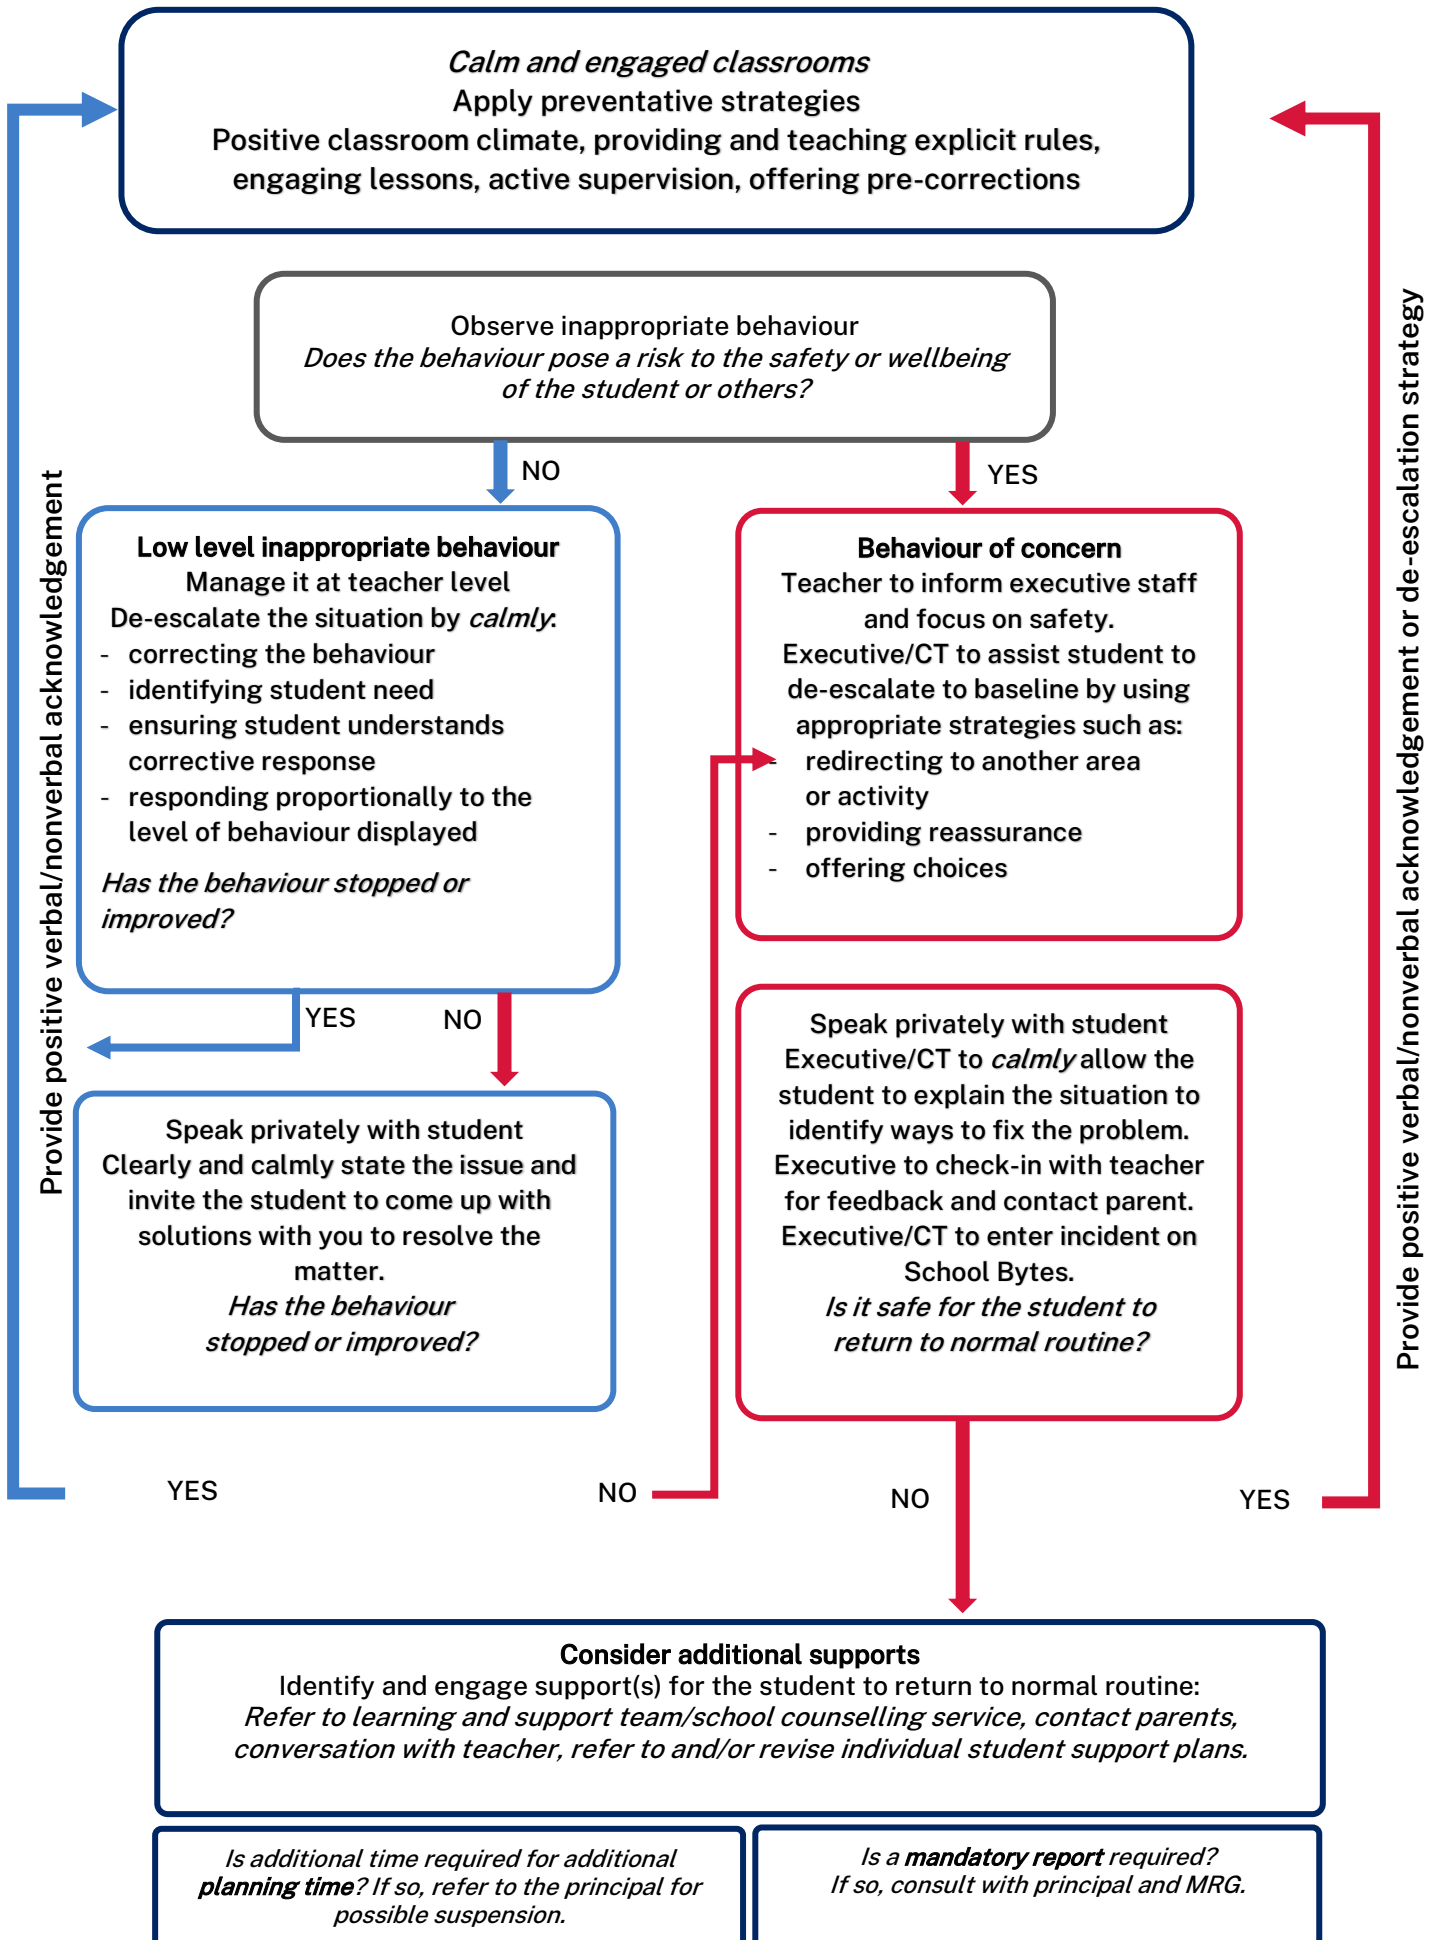 Calm and engaged classrooms
Apply preventative strategies
Positive classroom climate, providing and teaching explicit rules,
engaging lessons, active supervision, offering pre-corrections
Observe inappropriate behaviour
Does the behaviour pose a risk to the safety or wellbeing
of the student or others?
NO
YES
Low level inappropriate behaviour
Manage it at teacher level
De-escalate the situation by calmly:
- correcting the behaviour
- identifying student need
- ensuring student understands
corrective response
- responding proportionally to the
level of behaviour displayed
Has the behaviour stopped or
improved?
Behaviour of concern
Teacher to inform executive staff
and focus on safety.
Executive/CT to assist student to
de-escalate to baseline by using
appropriate strategies such as:
- redirecting to another area
or activity
- providing reassurance
- offering choices
YES
NO
Speak privately with student
Clearly and calmly state the issue and
invite the student to come up with
solutions with you to resolve the
matter.
Has the behaviour
stopped or improved?
Speak privately with student
Executive/CT to calmly allow the
student to explain the situation to
identify ways to fix the problem.
Executive to check-in with teacher
for feedback and contact parent.
Executive/CT to enter incident on
School Bytes.
Is it safe for the student to
return to normal routine?
YES
NO
NO
YES
Provide positive verbal/nonverbal acknowledgement
Provide positive verbal/nonverbal acknowledgement or de-escalation strategy
Consider additional supports
Identify and engage support(s) for the student to return to normal routine:
Refer to learning and support team/school counselling service, contact parents,
conversation with teacher, refer to and/or revise individual student support plans.
Is additional time required for additional
planning time? If so, refer to the principal for
possible suspension.
Is a mandatory report required?
If so, consult with principal and MRG.